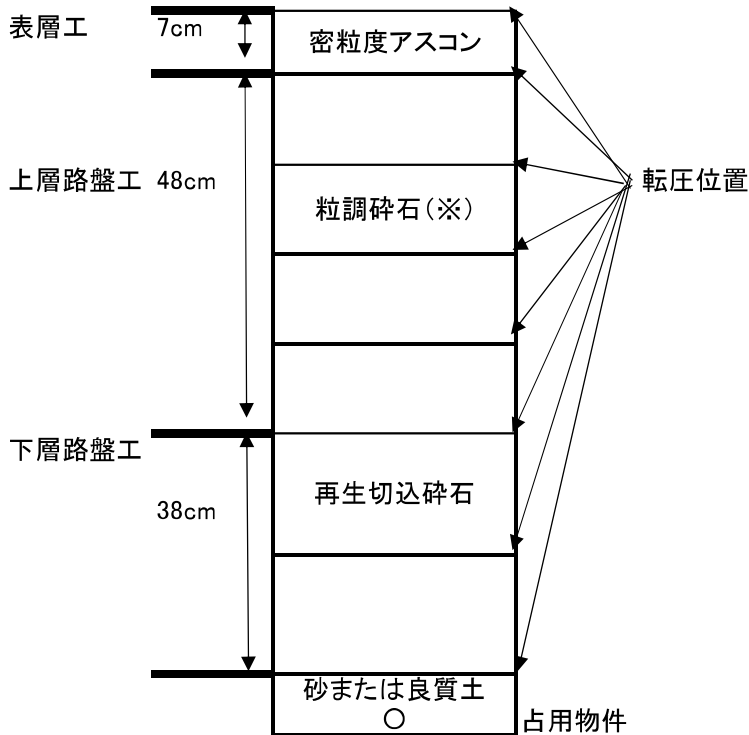 表層工
7cm
密粒度アスコン
上層路盤工
48cm
粒調砕石(※)
転圧位置
下層路盤工
38cm
再生切込砕石
砂または良質土
○
占用物件